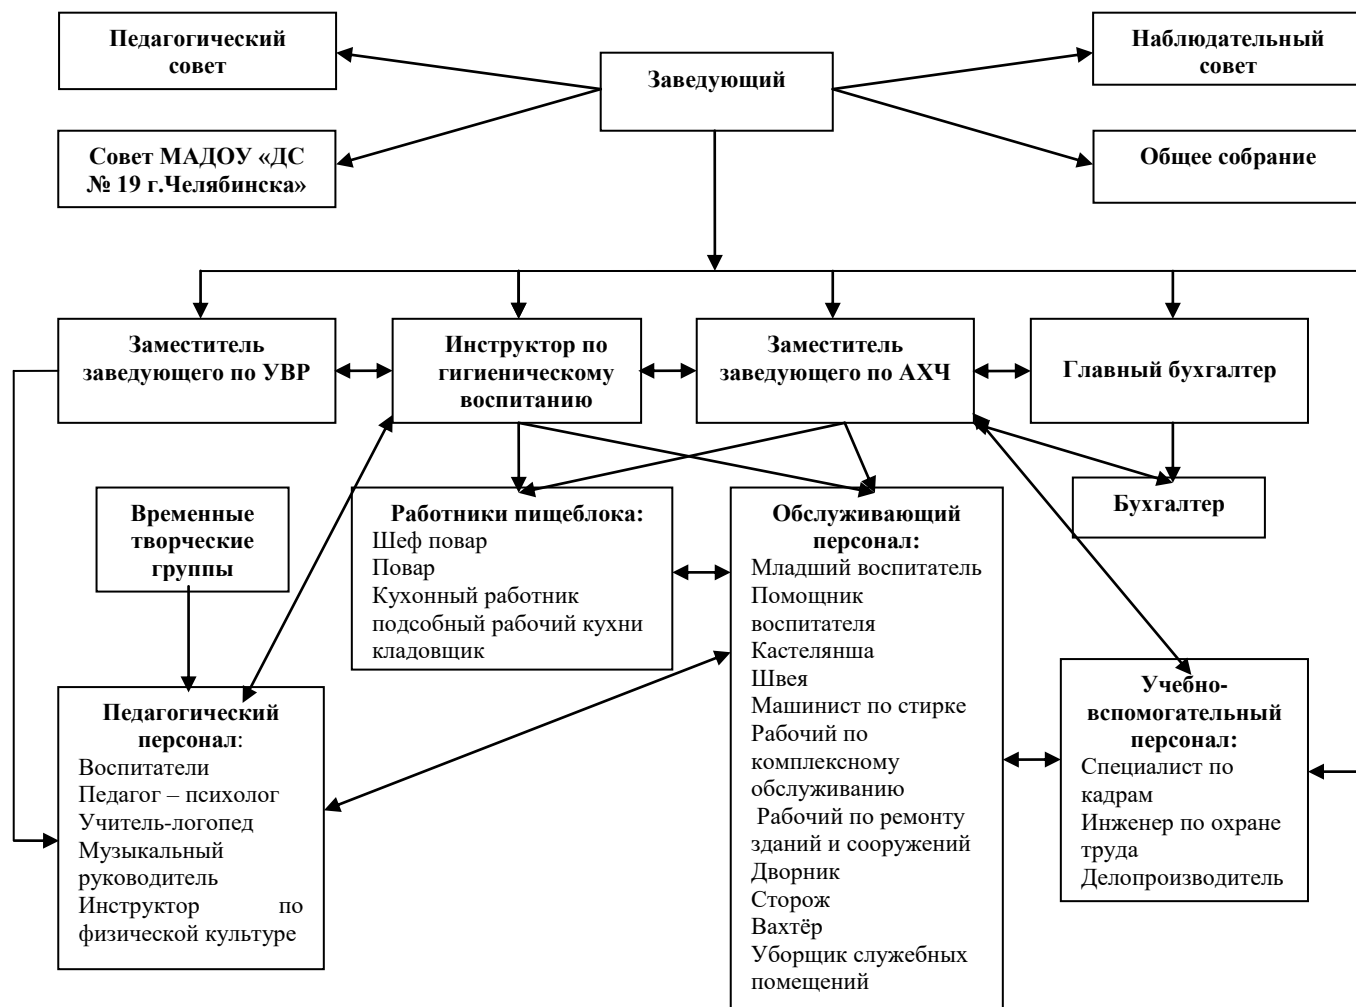 Педагогический
совет
Заведующий
Наблюдательный
совет
Совет МАДОУ «ДС
№ 19 г.Челябинска»
Общее собрание
Заместитель
заведующего по УВР
Инструктор по
гигиеническому
воспитанию
Заместитель
заведующего по АХЧ
Главный бухгалтер
Временные
творческие
группы
Работники пищеблока:
Шеф повар
Повар
Кухонный работник
подсобный рабочий кухни
кладовщик
Обслуживающий
персонал:
Младший воспитатель
Помощник
воспитателя
Кастелянша
Швея
Машинист по стирке
Рабочий по
комплексному
обслуживанию
Рабочий по ремонту
зданий и сооружений
Дворник
Сторож
Вахтёр
Уборщик служебных
помещений
Бухгалтер
Педагогический
персонал:
Воспитатели
Педагог – психолог
Учитель-логопед
Музыкальный
руководитель
Инструктор по
физической культуре
Учебно-
вспомогательный
персонал:
Специалист по
кадрам
Инженер по охране
труда
Делопроизводитель